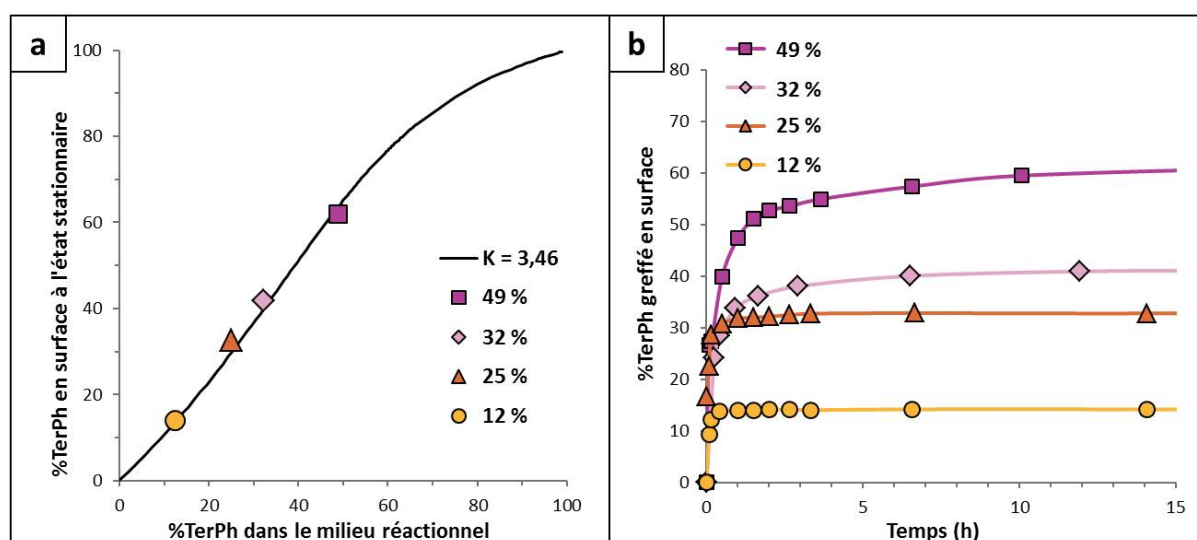 a
%TerPh en surface à l'état stationnaire
100
80
60
40
20
0
0 20 40 60 80 100
%TerPh dans le milieu réactionnel
K = 3,46
49 %
32 %
25 %
12 %
b
49 %
32 %
25 %
12 %
%TerPh greffé en surface
80
70
60
50
40
30
20
10
0
0 5 10 15
Temps (h)